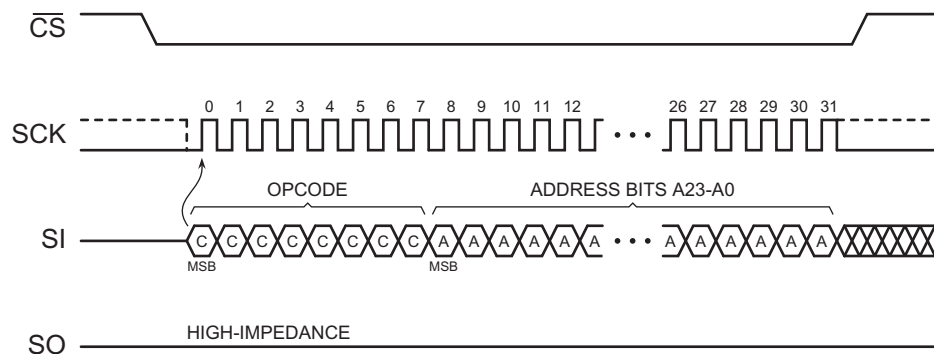 CS
SCK
0 1 2 3 4 5 6 7 8 9 10 11 12 26 27 28 29 30 31
OPCODE ADDRESS BITS A23-A0
SI
C C C C C C C C A A A A A A A A A A A A
MSB MSB
SO
HIGH-IMPEDANCE